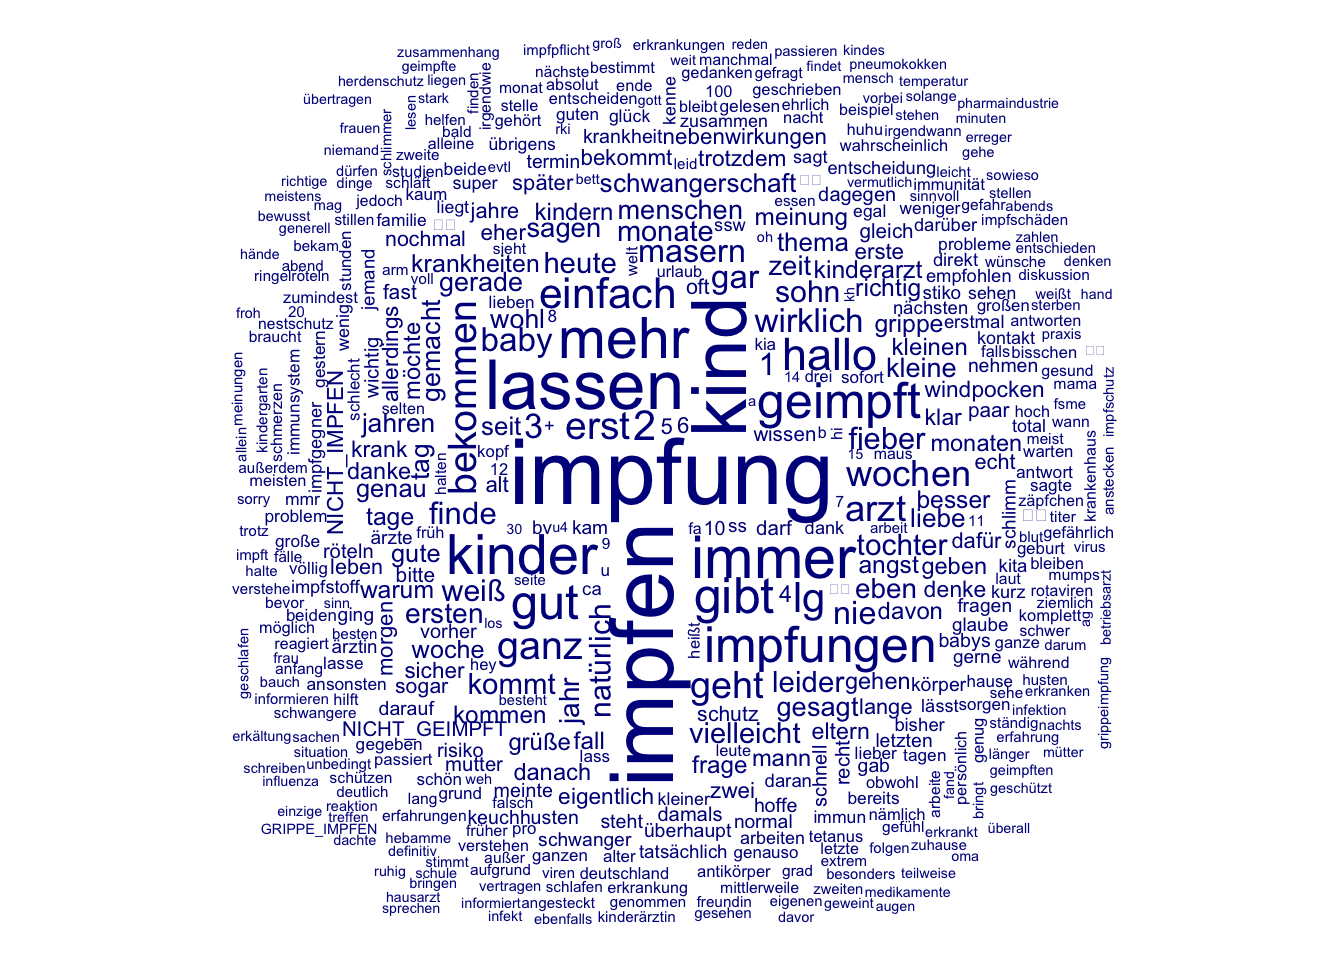 zusammenhang impfpflicht groß erkrankungen reden
geimpfte nächste bestimmt weit manchmal passieren kindes
herdenschutz liegen monat absolut ende gedanken gefragt findet pneumokokken
übertragen lesen stark finden irgendwie stelle entscheiden gott kenne 100 geschrieben mensch temperatur
frauen helfen gehört guten glück bleibt gelesen ehrlich beispiel vorbei solange pharmaindustrie
niemand schlimmer bald alleine übrigens rki krankheit zusammen nacht huhu irgendwann stehen minuten
zweite nebenwirkungen wahrscheinlich erreger
dürfen studien beide evtl termin bekommt leid trotzdem sagt entscheidung leicht gehe
richtige dinge schläft super später bett schwangerschaft vermutlich immunität sowieso
meistens mag jedoch kaum essen dagegen sinnvoll stellen
bewusst stillen familie liegt jahre kindern menschen meinung egal weniger gefahr abends
generell eher sagen monate ssw oh gleich darüber impfschäden
hände bekam nochmal sieht welt masern thema erste probleme zahlen
abend stunden jemand arm krankheiten heute urlaub gar zeit kinderarzt direkt wünsche entschieden denken
ringelröteln voll gerade oft kh richtig empfohlen diskussion
zumindest fast lieben einfach sohn stiko sehen weißt hand
froh 20 wenig allerdings möchte gemacht wohl 8 nächsten großen sterben
nestschutz wichtig bekommen baby mehr kind wirklich grippe erstmal antworten
braucht gestern kia hallo kleinen kontakt praxis
meinungen kindergarten immunsystem schlecht lassen 1 falls bisschen
schmerzen NICHT_IMPFEN selten 14 drei sofort kleine nehmen gesund
allein impfgegner jahren a geimpft windpocken mama
seit 3 + erst 2 5 6 klar paar hoch fsme impfschutz
krank tag kopf wissen b hi fieber monaten total wann
außerdem danke halten impfung 15 maus echt meist warten
meisten genau alt 12 wochen antwort anstecken krankenhaus
sorry mmr 7 arzt besser schlimm sagte zäpfchen
problem tage finde liebe 11 titer
trotz ärzte früh 30 bv u4 kam impfen fa 10 ss darf dank arbeit blut gefährlich
impft fälle große röteln gute kinder 9 immer tochter dafür geburt virus
halte völlig leben bitte seite u angst geben kita bleiben
verstehe impfstoff warum weiß gut ca gibt 4 lg eben denke laut kurz mumps rotaviren
bevor sinn ersten nie davon fragen ziemlich
beiden ging morgen los natürlich glaube komplett ag betriebsarzt
möglich besten vorher ganz heißt impfungen babys schwer
reagiert ärztin woche ganze darum
geschlafen frau anfang lasse sicher hey gerne während
bauch ansonsten sogar kommt jahr geht leider gehen körper hause husten
informieren hilft besteht sehe erkranken grippeimpfung
schwangere darauf kommen schutz gesagt lange lässt sorgen infektion
erkältung sachen NICHT_GEIMPFT vielleicht eltern bisher ständig nachts
situation gegeben grüße fall leute letzten genug erfahrung
schreiben unbedingt passiert risiko mutter lass frage mann schnell recht lieber tagen persönlich länger mütter
influenza schützen schön weh danach daran gab geimpften
deutlich lang grund meinte eigentlich kleiner zwei obwohl fand bringt geschützt
einzige reaktion erfahrungen falsch hoffe bereits arbeite
treffen keuchhusten steht damals normal immun nämlich
GRIPPE_IMPFEN früher pro überhaupt gefühl überall
dachte hebamme verstehen schwanger arbeiten tetanus erkrankt
definitiv außer ganzen alter tatsächlich genauso letzte folgen zuhause
stimmt extrem oma
ruhig schule aufgrund viren deutschland antikörper grad besonders teilweise
bringen vertragen schlafen erkrankung mittlerweile zweiten medikamente
hausarzt informiert angesteckt genommen freundin eigenen geweint augen
sprechen infekt ebenfalls kinderärztin gesehen davor